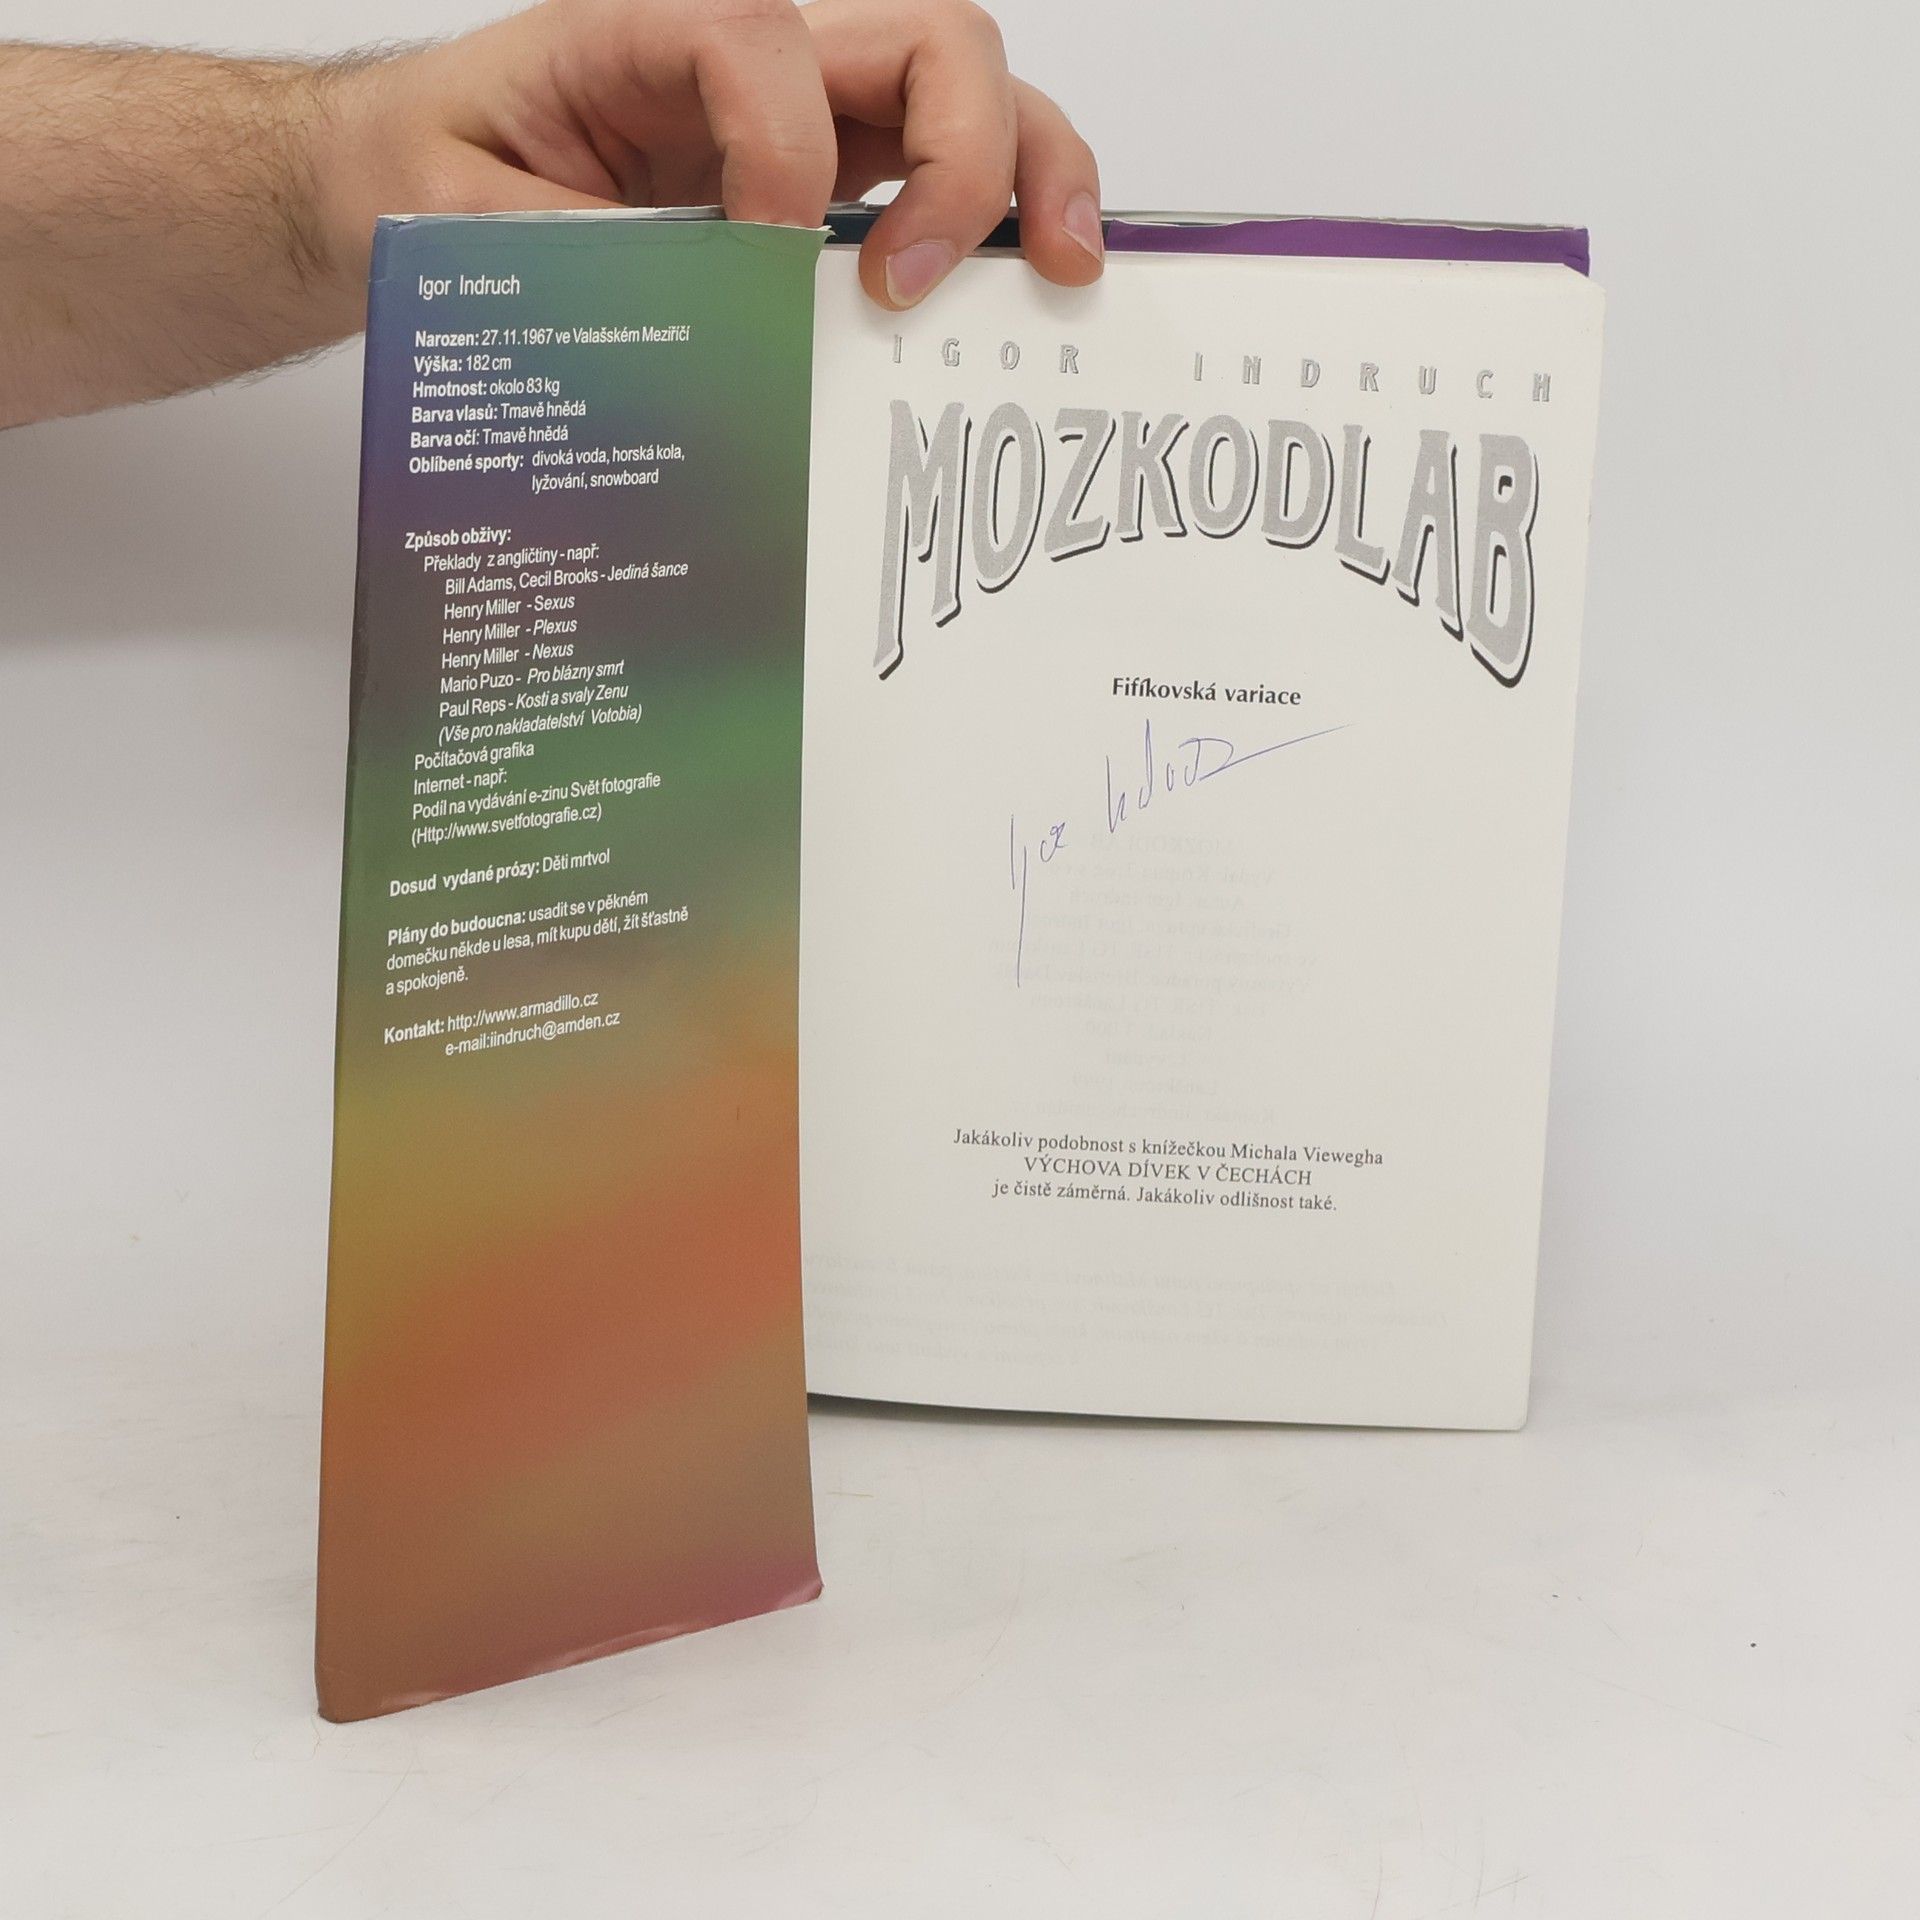 Igor Indruch
Narozen: 27.11.1967 ve Valašském Meziříčí
Výška: 182 cm
Hmotnost: okolo 83 kg
Barva vlasů: Tmavě hnědá
Barva očí: Tmavě hnědá
Oblíbené sporty: divoká voda, horská kola,
lyžování, snowboard
Způsob obživy:
Překlady z angličtiny - např:
Bill Adams, Cecil Brooks - Jediná šance
Henry Miller - Sexus
Henry Miller - Plexus
Henry Miller - Nexus
Mario Puzo - Pro blázny smrt
Paul Reps - Kosti a svaly Zenu
(Vše pro nakladatelství Votobia)
Počítačová grafika
Internet - např:
Podíl na vydávání e-zinu Svět fotografie
(Http://www.svetfotografie.cz)
Dosud vydané prózy: Děti mrtvol
Plány do budoucna: usadit se v pěkném
domečku někde u lesa, mít kupu dětí, žít šťastně
a spokojeně.
Kontakt: http://www.armadillo.cz
e-mail:iindruch@amden.cz
IGOR INDRUCH
MOZKODLAB
Fifíkovská variace
Jakákoliv podobnost s knížečkou Michala Viewegha
VÝCHOVA DÍVEK V ČECHÁCH
je čistě záměrná. Jakákoliv odlišnost také.